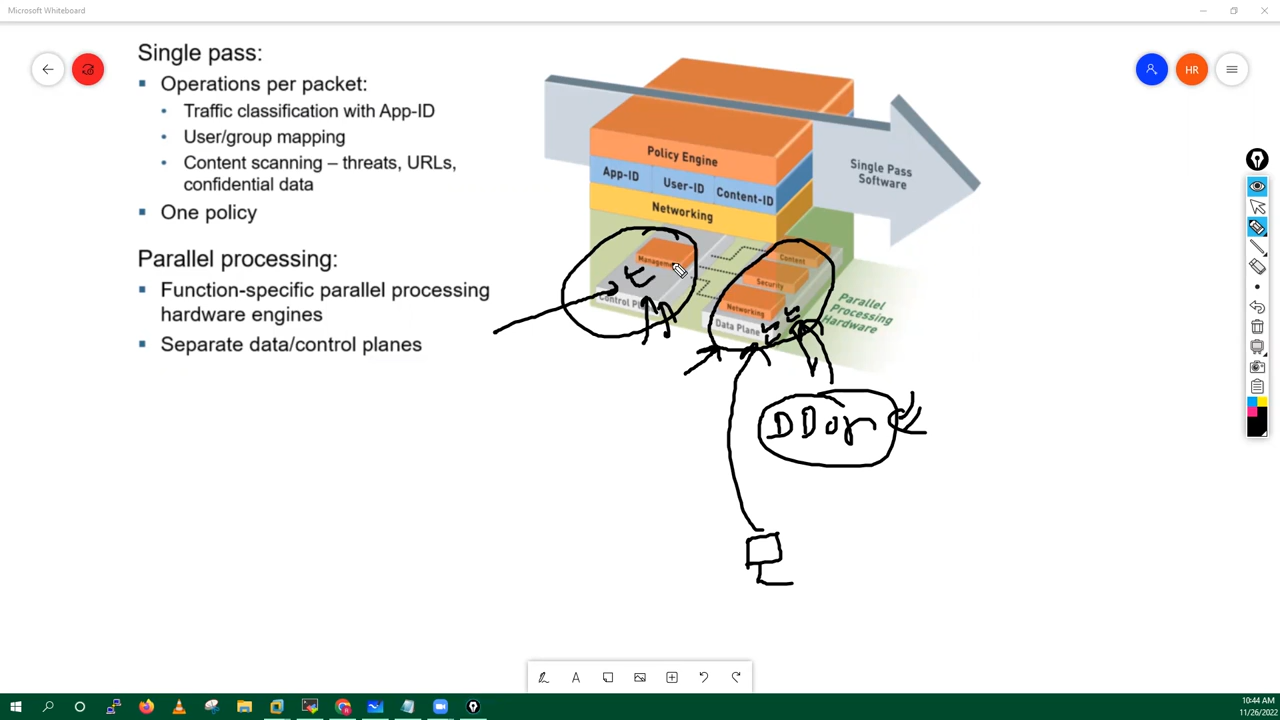 Microsoft Whiteboard
HR
Single pass:
Operations per packet:
Traffic classification with App-ID
User/group mapping
Content scanning – threats, URLs,
confidential data
One policy
Parallel processing:
Function-specific parallel processing
hardware engines
Separate data/control planes
Policy Engine
App-ID
User-ID
Content-ID
Networking
Single Pass
Software
Content
Security
Networking
Data Plane
Parallel
Processing
Hardware
10:44 AM
11/26/2022